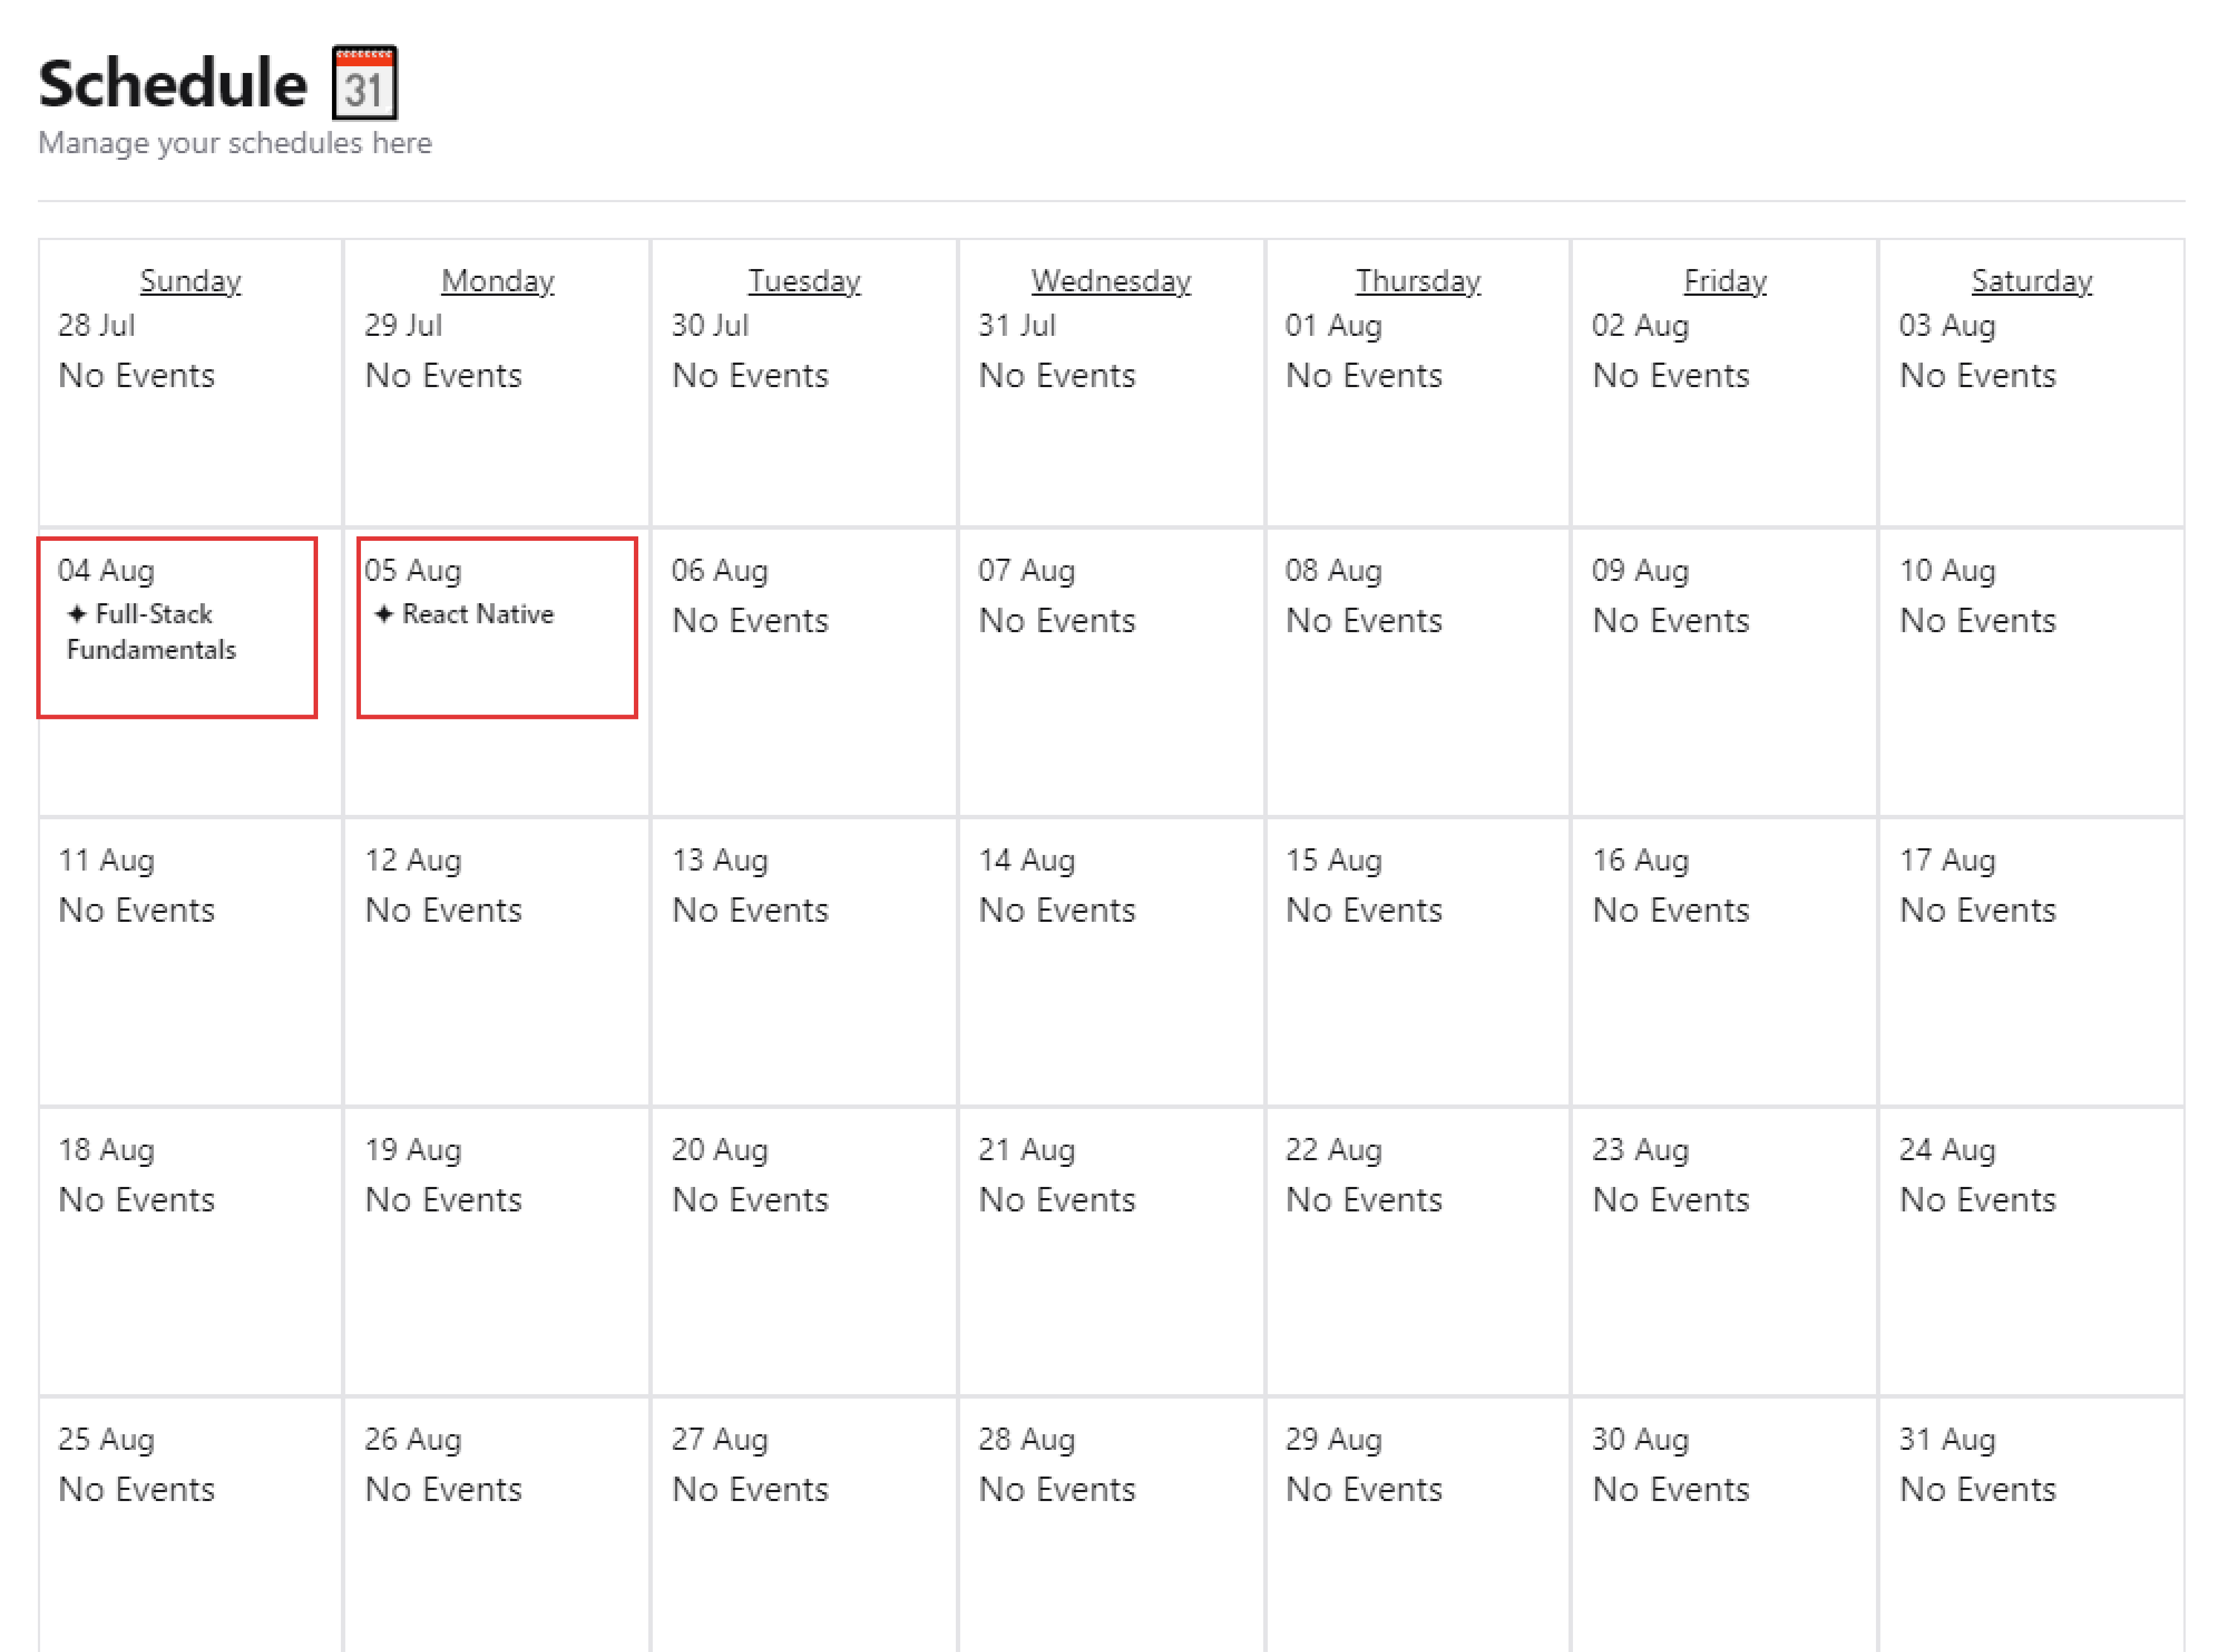 Schedule 31
Manage your schedules here
Sunday Monday Tuesday Wednesday Thursday Friday Saturday
28 Jul 29 Jul 30 Jul 31 Jul 01 Aug 02 Aug 03 Aug
No Events No Events No Events No Events No Events No Events No Events
04 Aug 05 Aug 06 Aug 07 Aug 08 Aug 09 Aug 10 Aug
✦ Full-Stack ✦ React Native No Events No Events No Events No Events No Events
Fundamentals
11 Aug 12 Aug 13 Aug 14 Aug 15 Aug 16 Aug 17 Aug
No Events No Events No Events No Events No Events No Events No Events
18 Aug 19 Aug 20 Aug 21 Aug 22 Aug 23 Aug 24 Aug
No Events No Events No Events No Events No Events No Events No Events
25 Aug 26 Aug 27 Aug 28 Aug 29 Aug 30 Aug 31 Aug
No Events No Events No Events No Events No Events No Events No Events